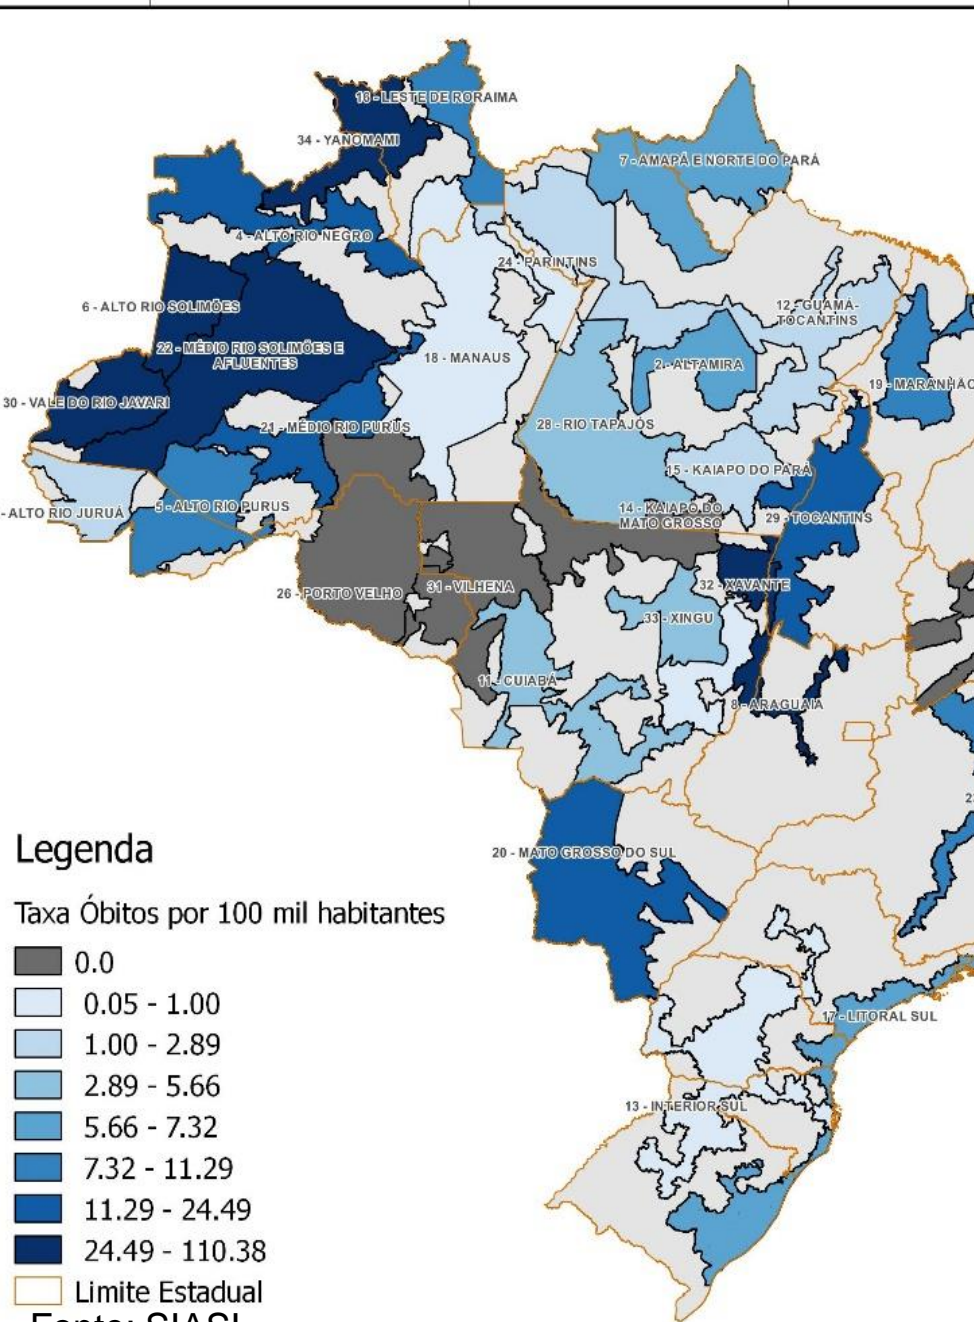 16 - LESTE DE RORAIMA
34 - YANOMAMI
7 - AMAPÁ E NORTE DO PARÁ
4 - ALTO RIO NEGRO
24 - PARINTINS
6 - ALTO RIO SOLIMÕES
12 - GUAMÁ-
TOCANTINS
22 - MÉDIO RIO SOLIMÕES E
AFLUENTES
18 - MANAUS
2 - ALTAMIRA
19 - MARANHÃO
30 - VALE DO RIO JAVARI
21 - MÉDIO RIO PURUS
28 - RIO TAPAJÓS
15 - KAIAPO DO PARÁ
- ALTO RIO JURUÁ
5 - ALTO RIO PURUS
14 - KAIAPO DO
MATO GROSSO
29 - TOCANTINS
26 - PORTO VELHO
31 - VILHENA
32 - XAVANTE
33 - XINGU
11 - CUIABÁ
8 - ARAGUAIA
20 - MATO GROSSO DO SUL
17 - LITORAL SUL
13 - INTERIOR SUL
Legenda
Taxa Óbitos por 100 mil habitantes
0.0
0.05 - 1.00
1.00 - 2.89
2.89 - 5.66
5.66 - 7.32
7.32 - 11.29
11.29 - 24.49
24.49 - 110.38
Limite Estadual
Fonte: SIASI